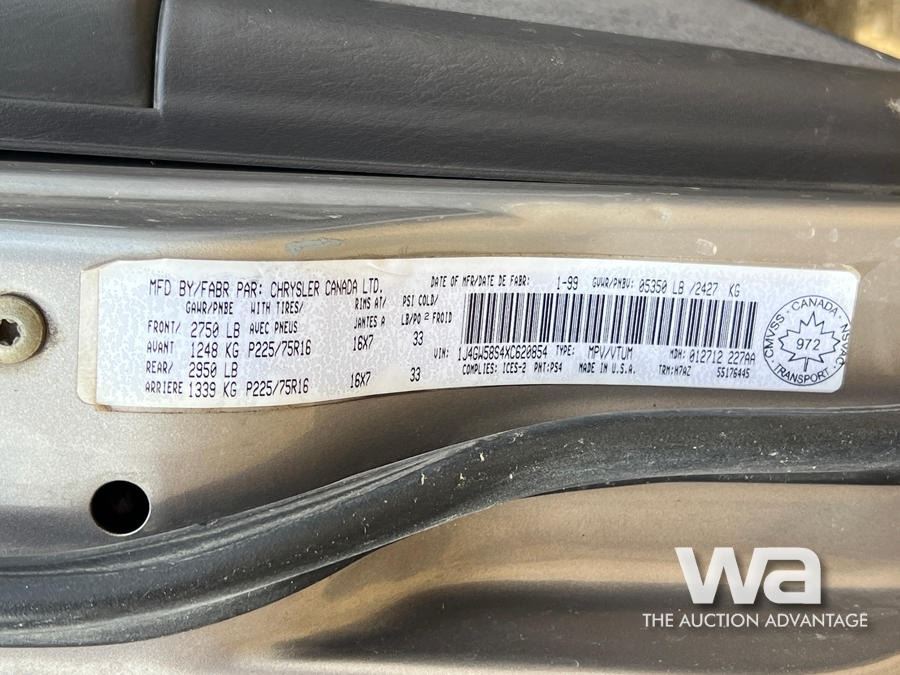 MFD BY/FABR PAR: CHRYSLER CANADA LTD.
DATE OF MFR/DATE DE FABR: 1-99 GVWR/PNBV: 05350 LB /2427 KG
GAWR/PNBE WITH TIRES/ RIMS AT/ PSI COLD/
FRONT/ 2750 LB AVEC PNEUS JANTES A LB/PO² FROID
AVANT 1248 KG P225/75R16 16X7 33
REAR/ 2950 LB
ARRIERE 1339 KG P225/75R16 16X7 33
VIN: 1J4GW58S4XC620854 TYPE: MPV/VTUM MDH: 012712 227AA
COMPLIES: ICES-2 PNT:PS4 MADE IN U.S.A. TRM:H7AZ 55176445
CMVSS · CANADA · NSVAC
972
TRANSPORT
wa
THE AUCTION ADVANTAGE